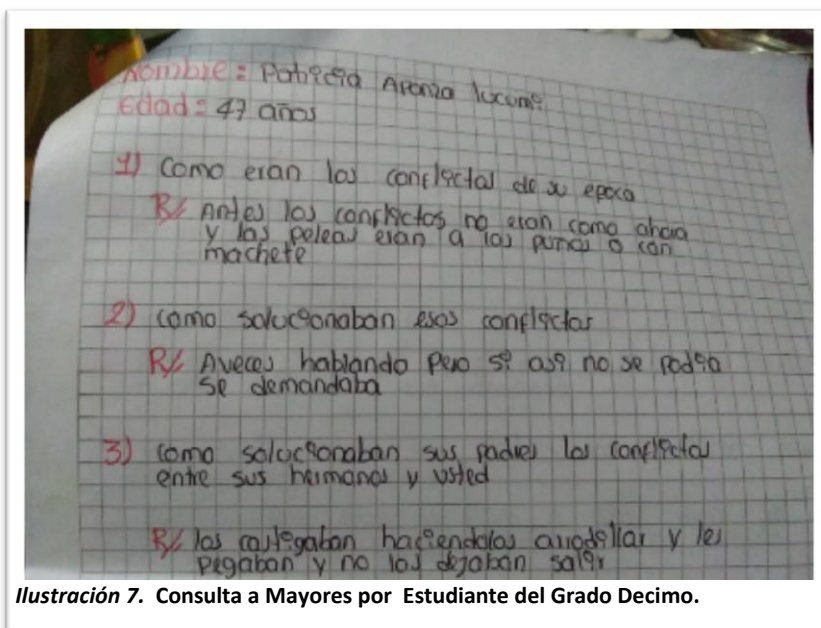 Nombre: Patricia Aponza lucumi
Edad: 47 años
1) Como eran los conflictos de su epoca
R/ Antes los conflictos no eran como ahora
y las peleas eran a los puños o con
machete
2) como solucionaban esos conflictos
R/ Aveces hablando pero si asi no se podia
se demandaba
3) como solucionaban sus padres los conflictos
entre sus hermanos y usted
R/ los castigaban haciendolos arrodillar y les
pegaban y no los dejaban salir
Ilustración 7. Consulta a Mayores por Estudiante del Grado Decimo.